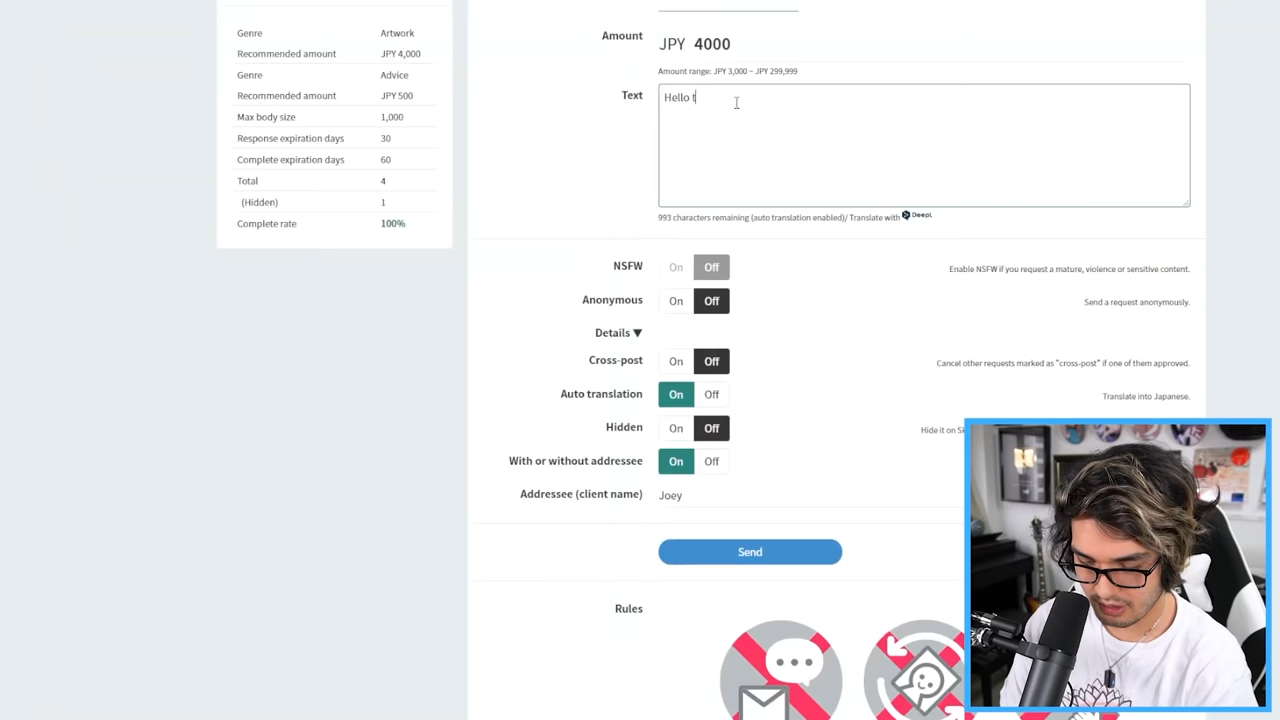 Genre Artwork
Recommended amount JPY 4,000
Genre Advice
Recommended amount JPY 500
Max body size 1,000
Response expiration days 30
Complete expiration days 60
Total 4
(Hidden) 1
Complete rate 100%
Amount JPY 4000
Amount range: JPY 3,000 ~ JPY 299,999
Text Hello t
993 characters remaining (auto translation enabled)/ Translate with DeepL
NSFW On Off Enable NSFW if you request a mature, violence or sensitive content.
Anonymous On Off Send a request anonymously.
Details ▼
Cross-post On Off Cancel other requests marked as "cross-post" if one of them approved.
Auto translation On Off Translate into Japanese.
Hidden On Off Hide it on
With or without addressee On Off
Addressee (client name) Joey
Send
Rules